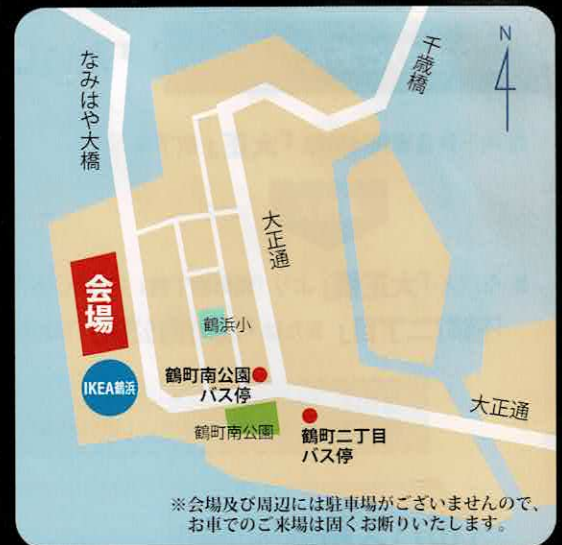 なみはや大橋
千歳橋
N
大正通
会場
鶴浜小
IKEA鶴浜
鶴町南公園
バス停
大正通
鶴町南公園
鶴町二丁目
バス停
※会場及び周辺には駐車場がございませんので、
お車でのご来場は固くお断りいたします。